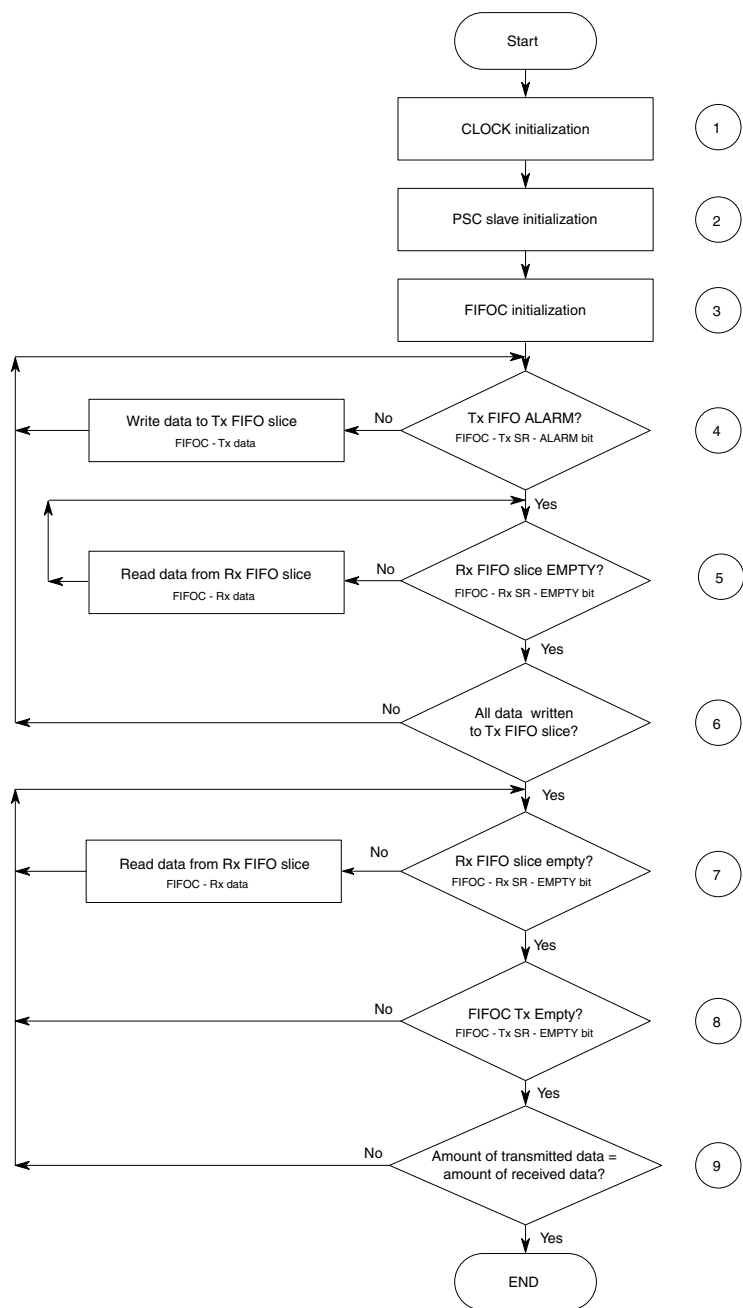 Start
CLOCK initialization
1
PSC slave initialization
2
FIFOC initialization
3
Write data to Tx FIFO slice
FIFOC - Tx data
No
Tx FIFO ALARM?
FIFOC - Tx SR - ALARM bit
4
Yes
Read data from Rx FIFO slice
FIFOC - Rx data
No
Rx FIFO slice EMPTY?
FIFOC - Rx SR - EMPTY bit
5
Yes
No
All data written
to Tx FIFO slice?
6
Yes
Read data from Rx FIFO slice
FIFOC - Rx data
No
Rx FIFO slice empty?
FIFOC - Rx SR - EMPTY bit
7
Yes
No
FIFOC Tx Empty?
FIFOC - Tx SR - EMPTY bit
8
Yes
No
Amount of transmitted data =
amount of received data?
9
Yes
END